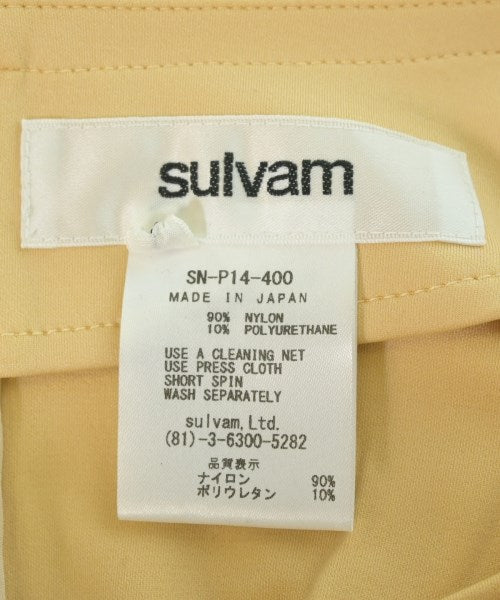 sulvam
SN-P14-400
MADE IN JAPAN
90% NYLON
10% POLYURETHANE
USE A CLEANING NET
USE PRESS CLOTH
SHORT SPIN
WASH SEPARATELY
sulvam, Ltd.
(81)-3-6300-5282
品質表示
ナイロン 90%
ポリウレタン 10%